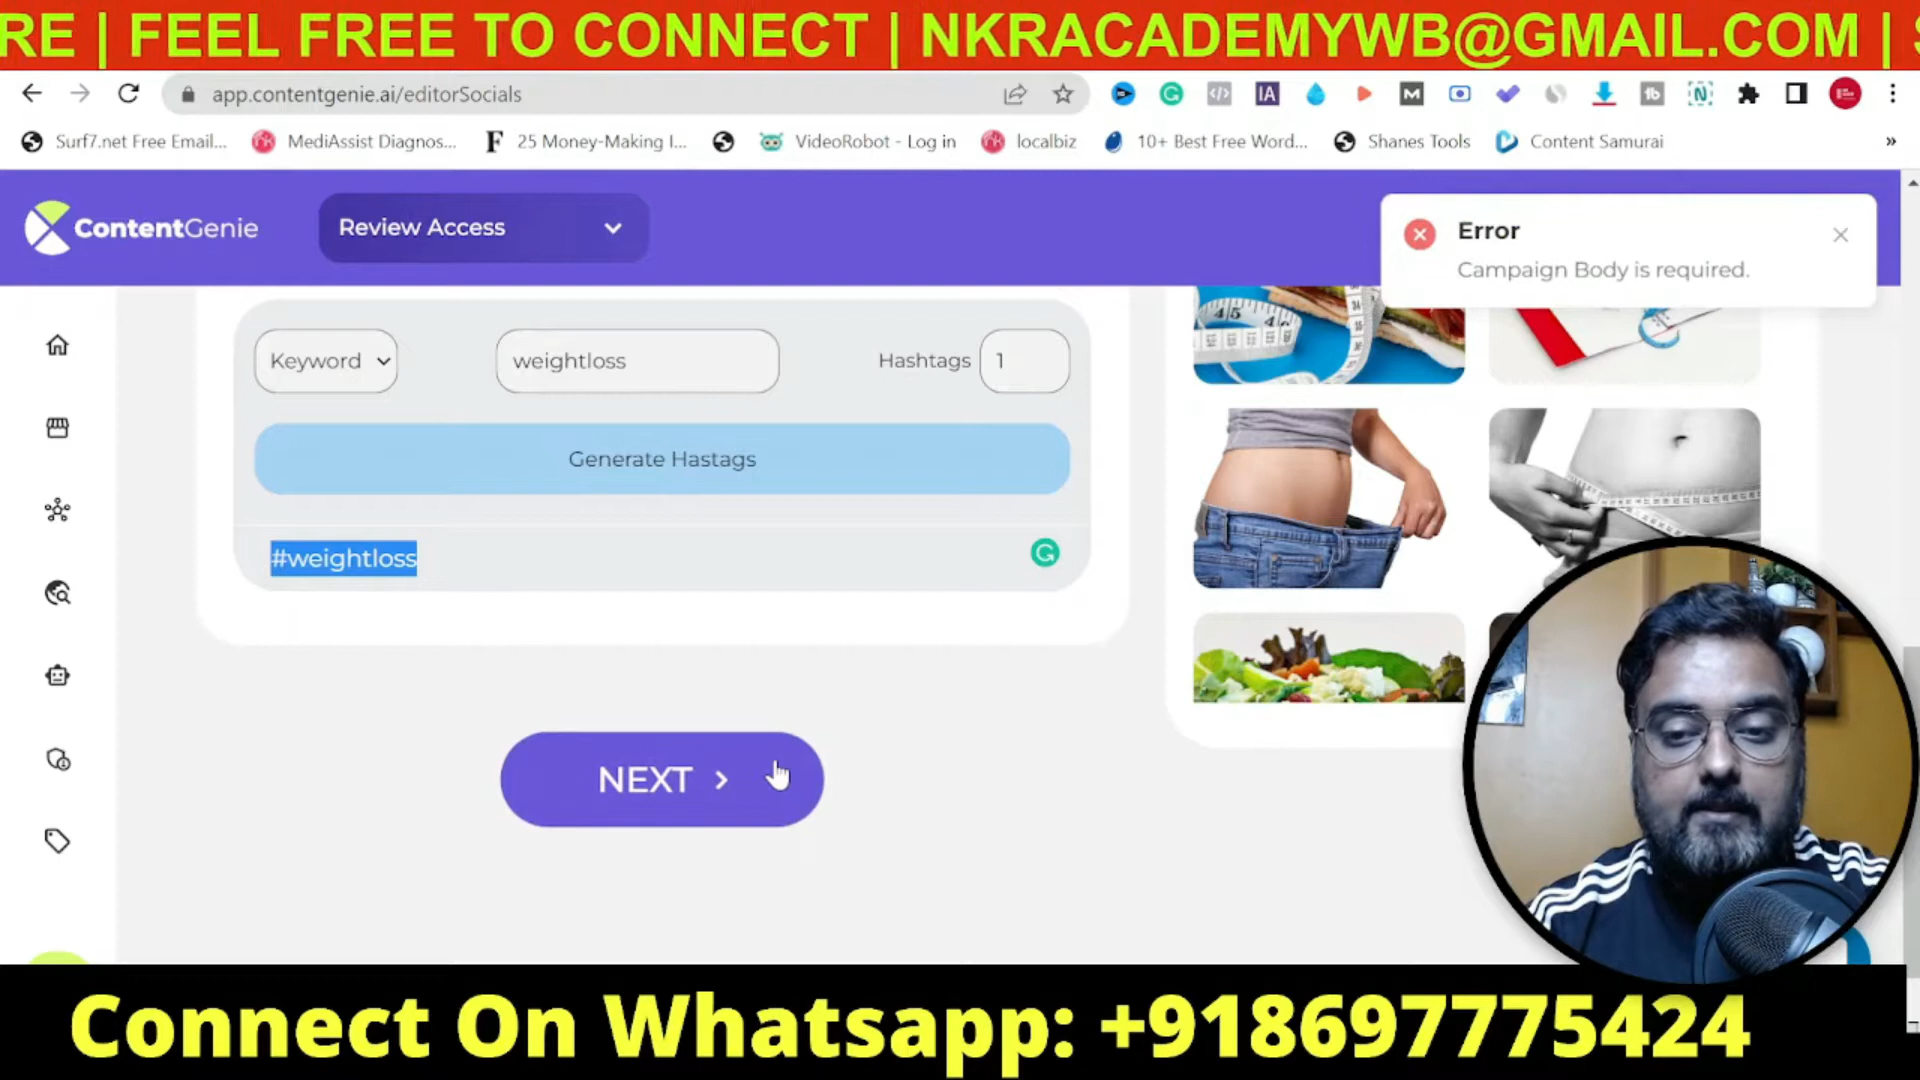 RE | FEEL FREE TO CONNECT | NKRACADEMYWB@GMAIL.COM | S
app.contentgenie.ai/editorSocials
Surf7.net Free Email... MediAssist Diagnos... 25 Money-Making I... VideoRobot - Log in localbiz 10+ Best Free Word... Shanes Tools Content Samurai »
ContentGenie
Review Access
Error
Campaign Body is required.
Keyword
weightloss
Hashtags 1
Generate Hastags
#weightloss
NEXT >
Connect On Whatsapp: +918697775424